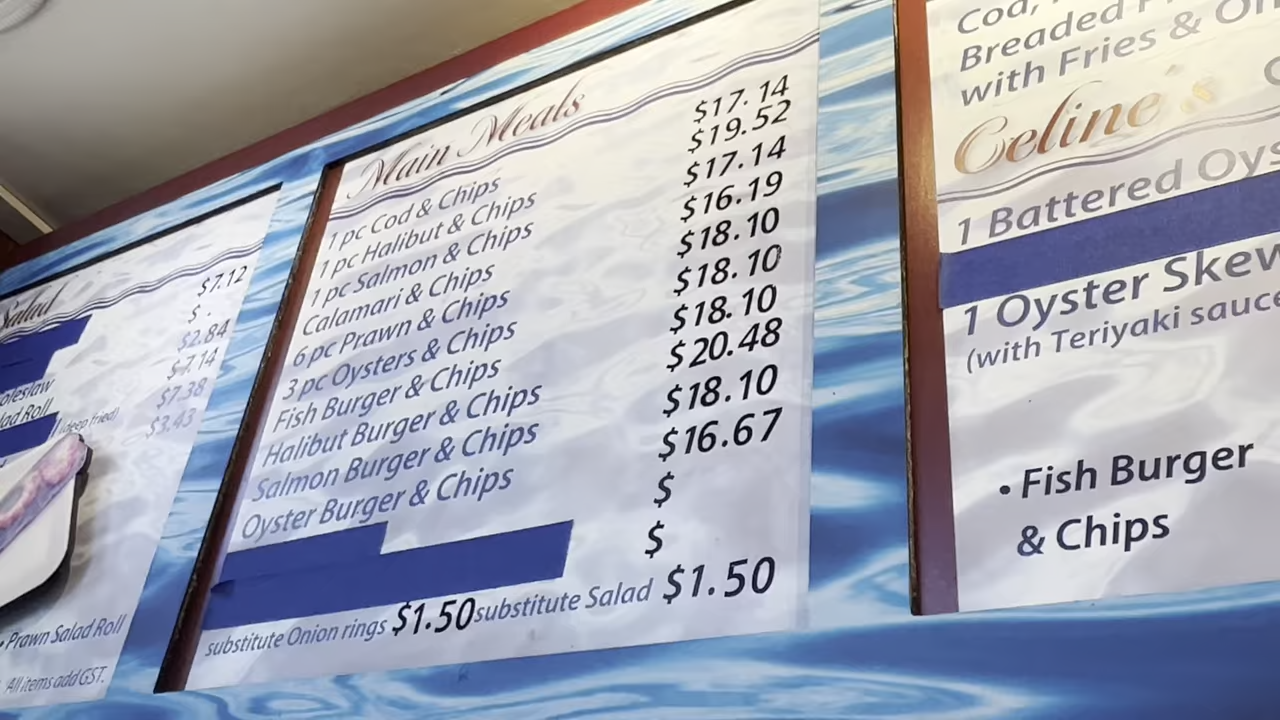 Salad
$7.12
$ .
$2.84
$7.14
lad Roll
$7.38
(deep fried)
$3.43
• Prawn Salad Roll
All items add GST.
Main Meals
1 pc Cod & Chips $17.14
1 pc Halibut & Chips $19.52
1 pc Salmon & Chips $17.14
Calamari & Chips $16.19
6 pc Prawn & Chips $18.10
3 pc Oysters & Chips $18.10
Fish Burger & Chips $18.10
Halibut Burger & Chips $20.48
Salmon Burger & Chips $18.10
Oyster Burger & Chips $16.67
$
$
substitute Onion rings $1.50 substitute Salad $1.50
Cod,
Breaded
with Fries & On
Celine's
1 Battered Oys
1 Oyster Skew
(with Teriyaki sauce
• Fish Burger
& Chips